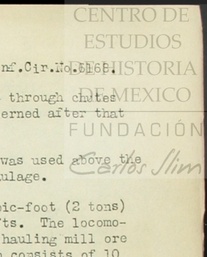 CENTRO DE
ESTUDIOS
DE HISTORIA
DE MEXICO
FUNDACIÓN
Carlos Slim
nf.Cir.No.6168.
through chutes
erned after that
was used above the
ulage.
bic-foot (2 tons)
ts. The locomo-
hauling mill ore
consists of 10